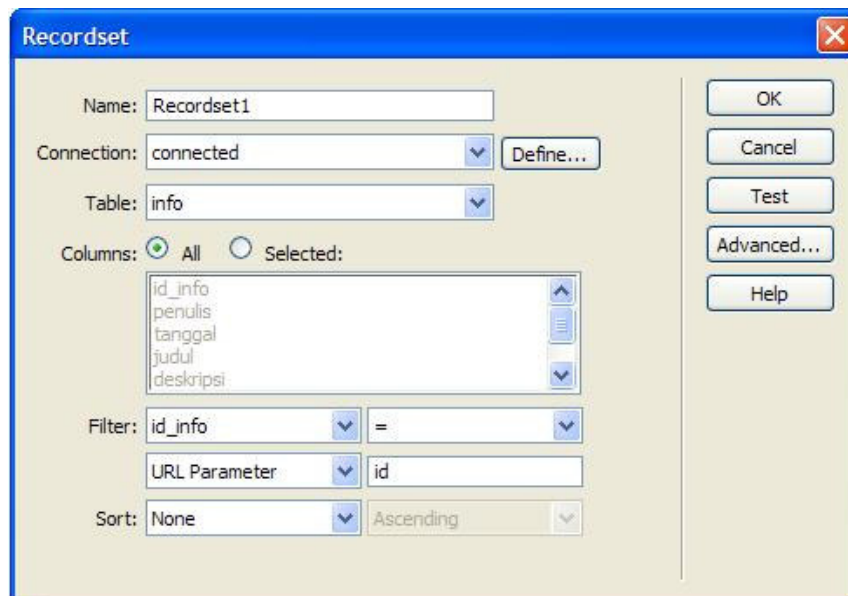 Recordset
Name: Recordset1
Connection: connected Define...
Table: info
Columns: All Selected:
id_info
penulis
tanggal
judul
deskripsi
Filter: id_info =
URL Parameter id
Sort: None Ascending
OK
Cancel
Test
Advanced...
Help